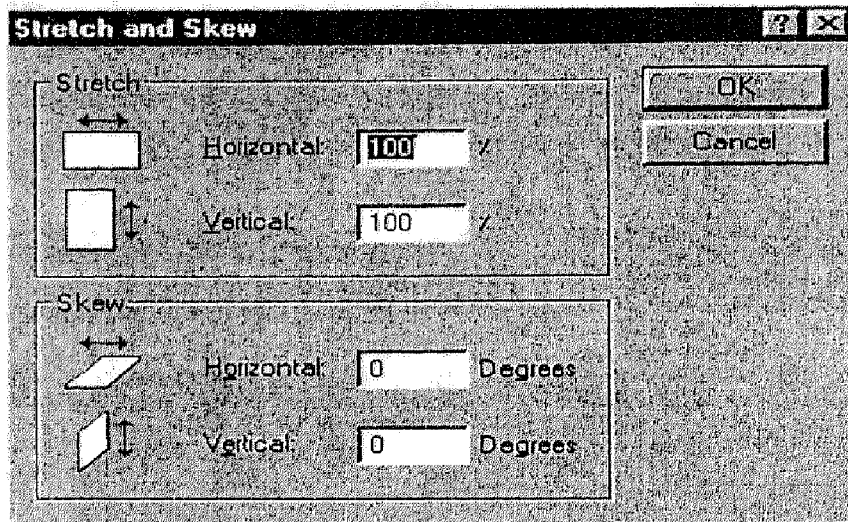 Stretch and Skew
Stretch
Horizontal: 100 %
Vertical: 100 %
OK
Cancel
Skew
Horizontal: 0 Degrees
Vertical: 0 Degrees